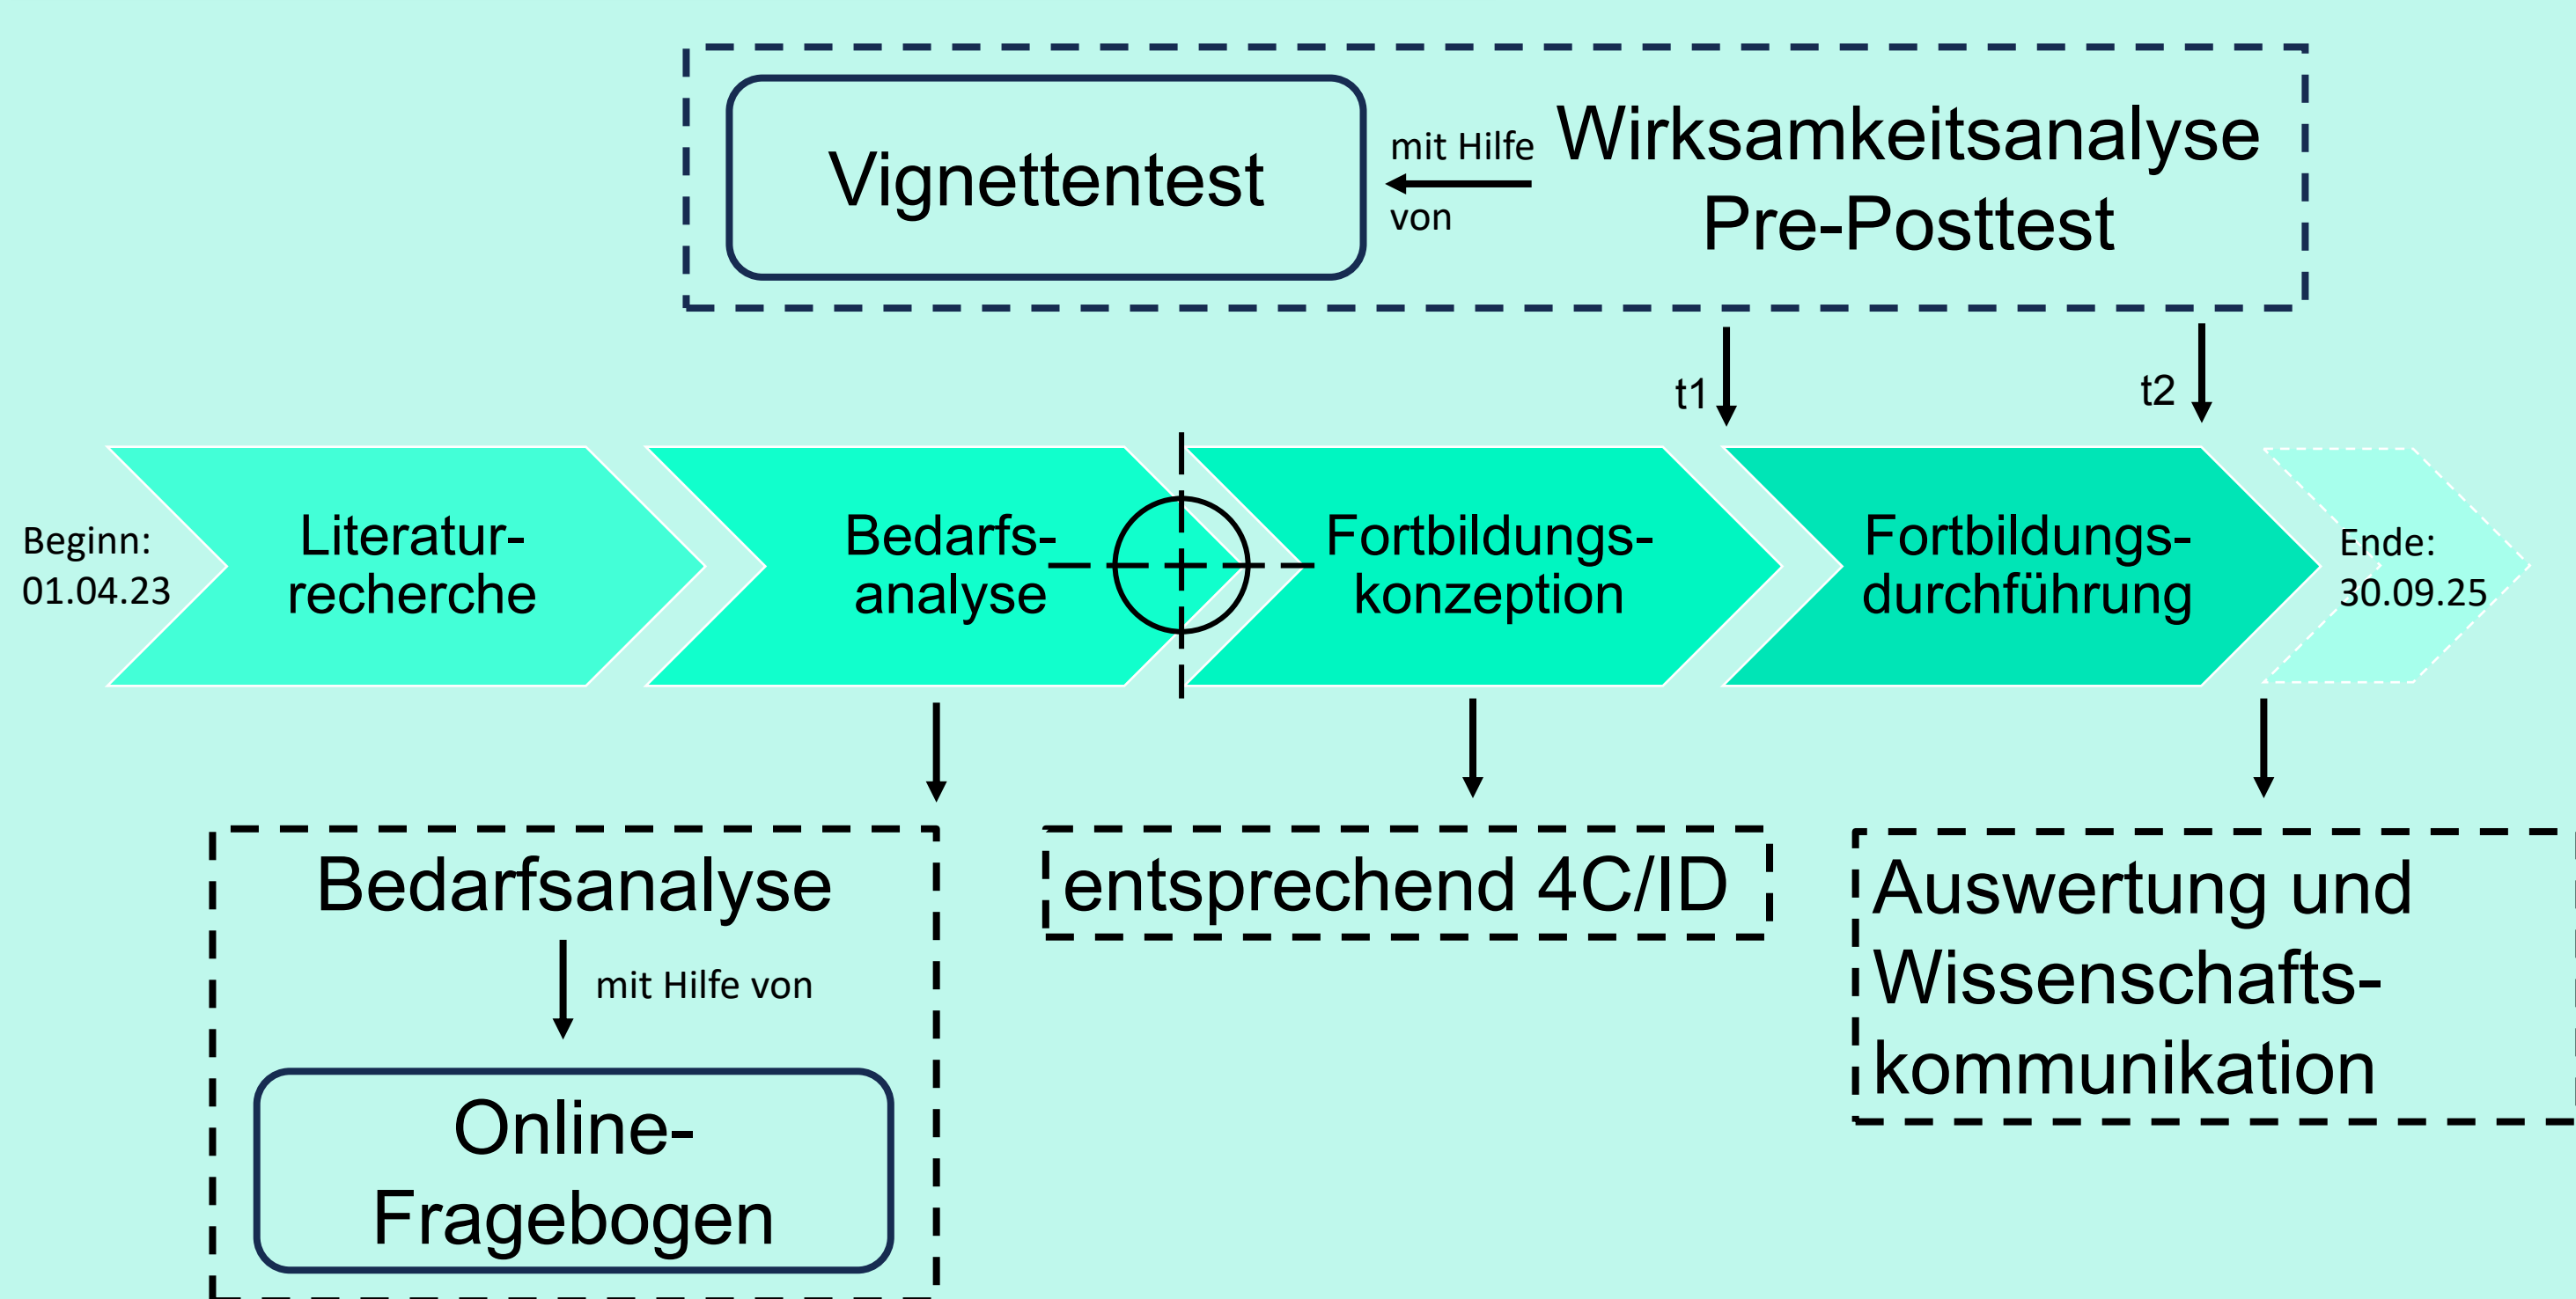 Vignettentest
mit Hilfe
von
Wirksamkeitsanalyse
Pre-Posttest
t1
t2
Beginn:
01.04.23
Literatur-
recherche
Bedarfs-
analyse
Fortbildungs-
konzeption
Fortbildungs-
durchführung
Ende:
30.09.25
Bedarfsanalyse
mit Hilfe von
Online-
Fragebogen
entsprechend 4C/ID
Auswertung und
Wissenschafts-
kommunikation